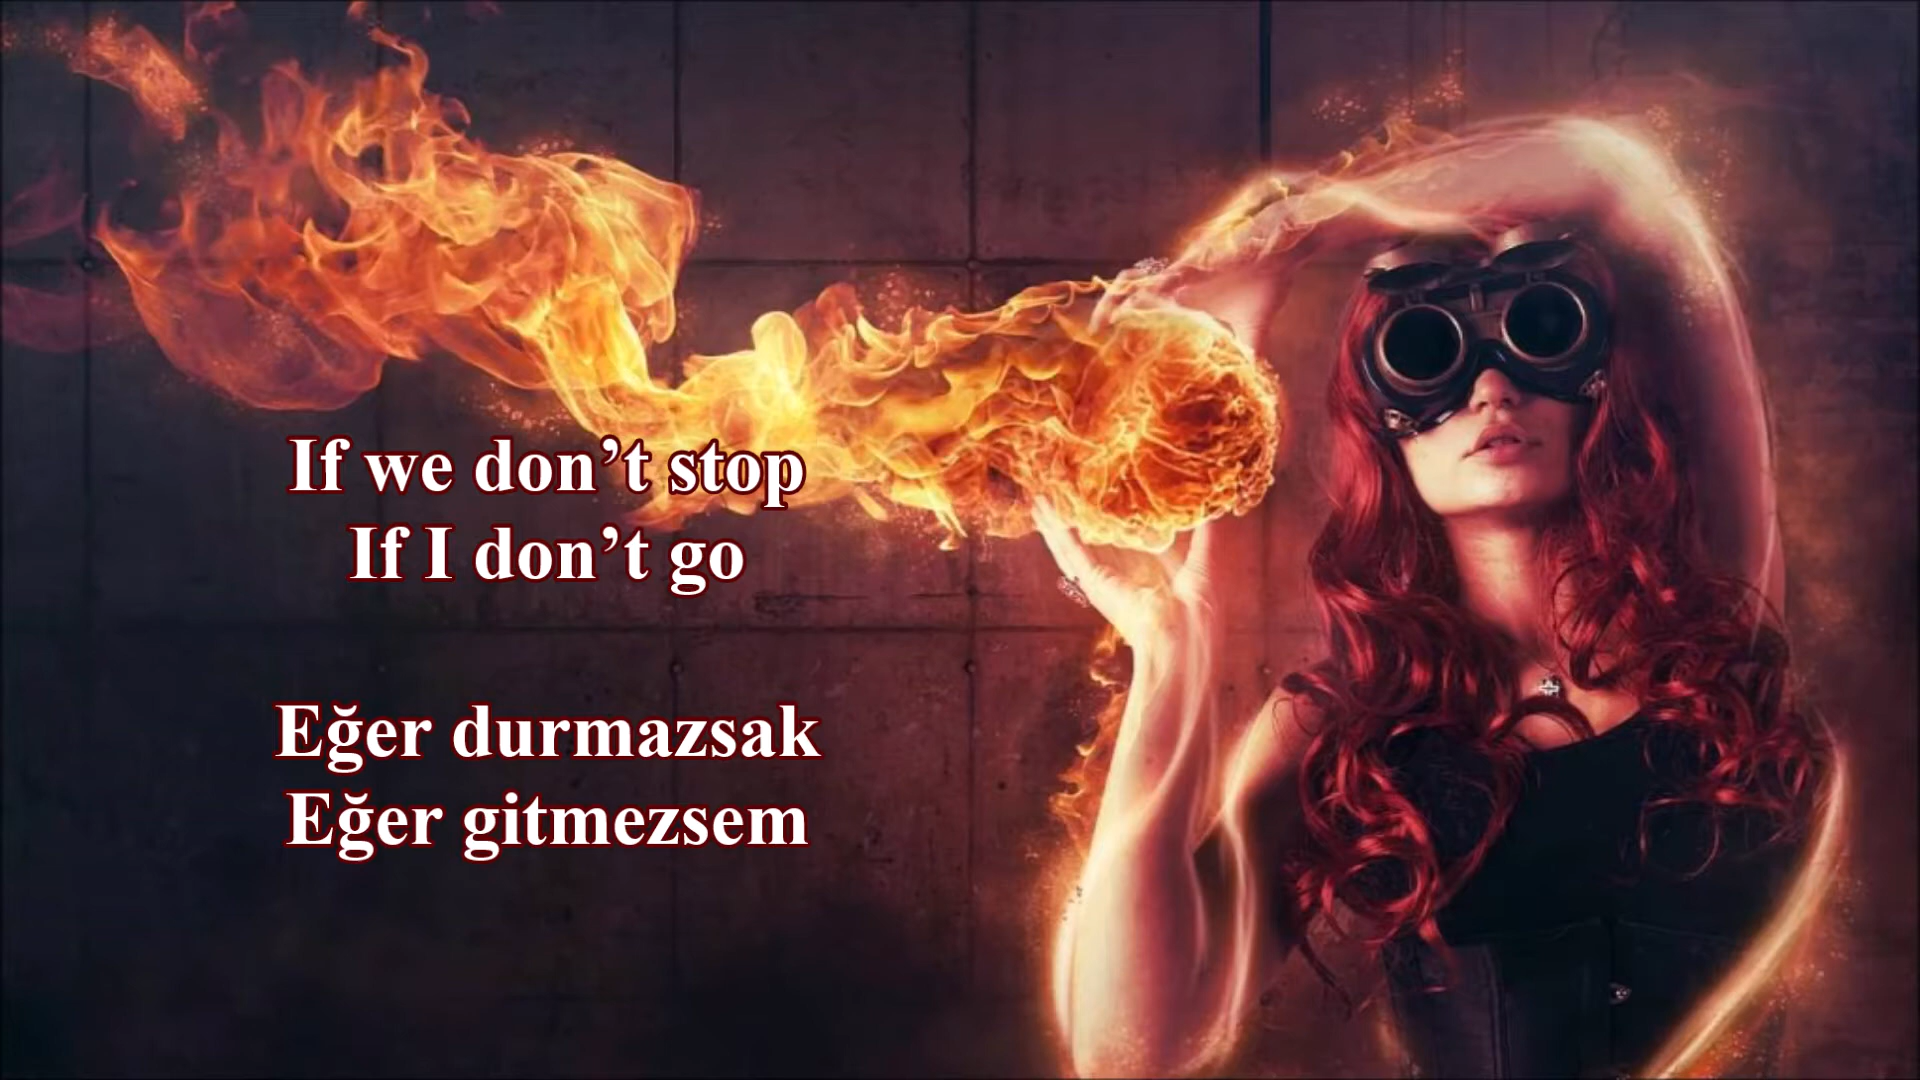 If we don’t stop
If I don’t go
Eğer durmazsak
Eğer gitmezsem